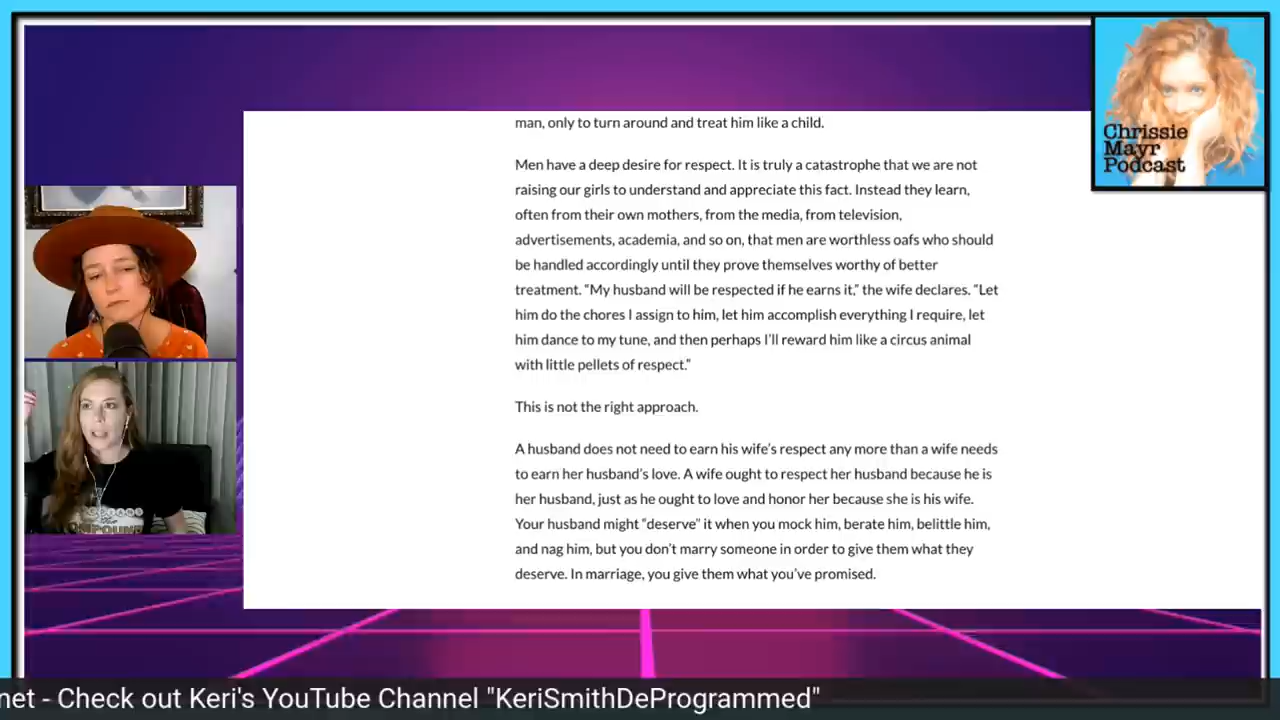 man, only to turn around and treat him like a child.
Men have a deep desire for respect. It is truly a catastrophe that we are not
raising our girls to understand and appreciate this fact. Instead they learn,
often from their own mothers, from the media, from television,
advertisements, academia, and so on, that men are worthless oafs who should
be handled accordingly until they prove themselves worthy of better
treatment. “My husband will be respected if he earns it,” the wife declares. “Let
him do the chores I assign to him, let him accomplish everything I require, let
him dance to my tune, and then perhaps I’ll reward him like a circus animal
with little pellets of respect.”
This is not the right approach.
A husband does not need to earn his wife’s respect any more than a wife needs
to earn her husband’s love. A wife ought to respect her husband because he is
her husband, just as he ought to love and honor her because she is his wife.
Your husband might “deserve” it when you mock him, berate him, belittle him,
and nag him, but you don’t marry someone in order to give them what they
deserve. In marriage, you give them what you’ve promised.
Chrissie
Mayr
Podcast
net - Check out Keri's YouTube Channel "KeriSmithDeProgrammed"